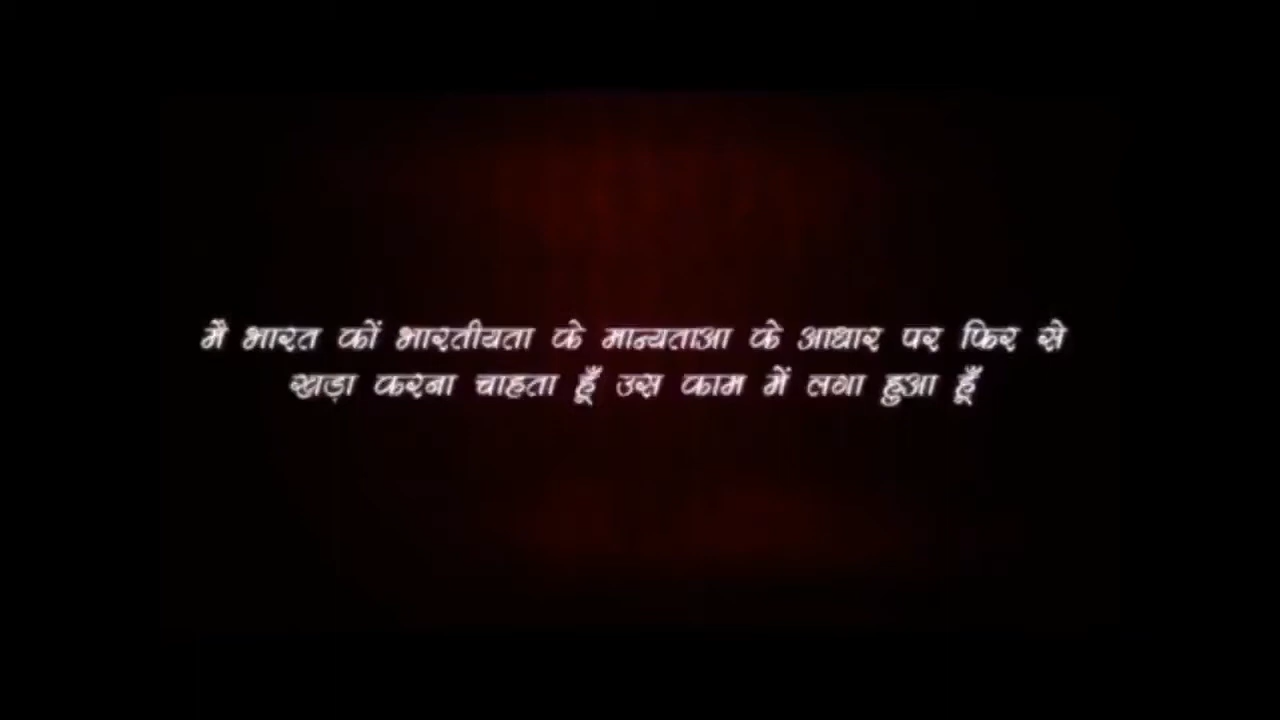 मै भारत कों भारतीयता के मान्यताआ के आधार पर फिर से
खड़ा करना चाहता हूँ उस काम में लगा हुआ हूँ